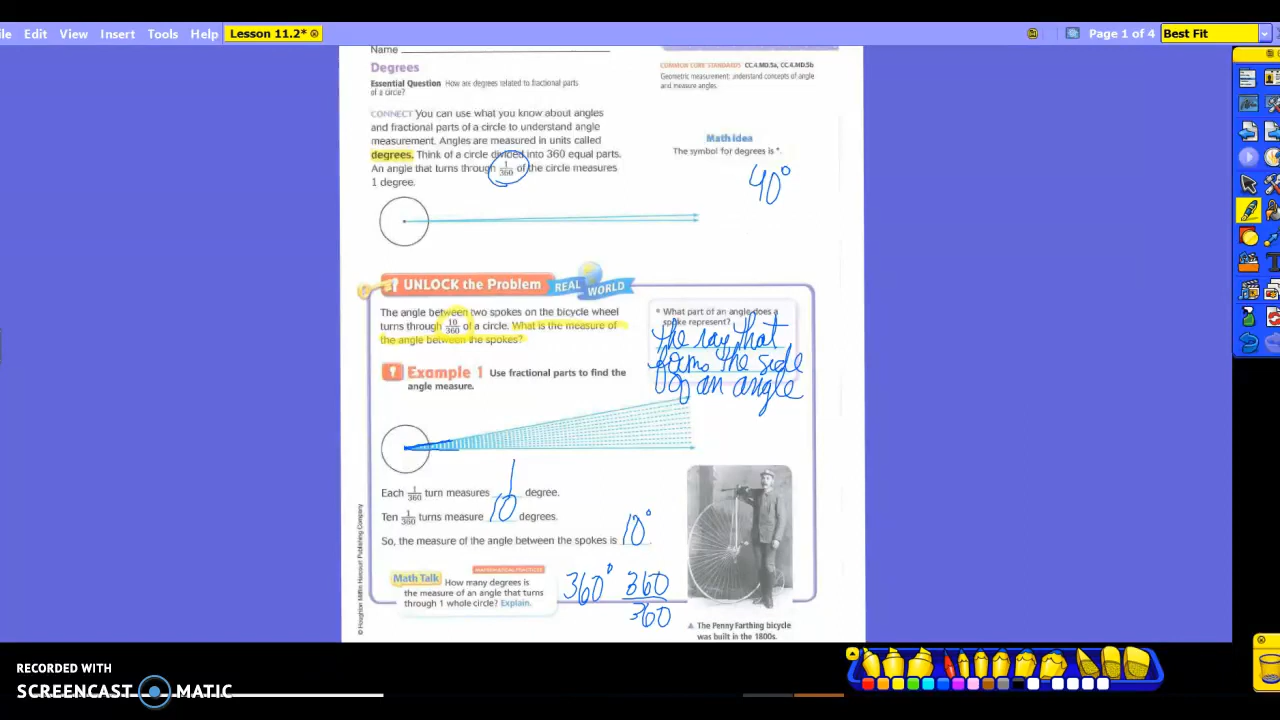 ile Edit View Insert Tools Help Lesson 11.2* Page 1 of 4 Best Fit
Name
Degrees
Essential Question How are degrees related to fractional parts
of a circle?
COMMON CORE STANDARDS CC.4.MD.5a, CC.4.MD.5b
Geometric measurement: understand concepts of angle
and measure angles.
CONNECT You can use what you know about angles
and fractional parts of a circle to understand angle
measurement. Angles are measured in units called
degrees. Think of a circle divided into 360 equal parts.
An angle that turns through 1/360 of the circle measures
1 degree.
Math Idea
The symbol for degrees is °.
40°
UNLOCK the Problem REAL WORLD
The angle between two spokes on the bicycle wheel
turns through 10/360 of a circle. What is the measure of
the angle between the spokes?
• What part of an angle does a
spoke represent?
the ray that
forms the side
of an angle
Example 1 Use fractional parts to find the
angle measure.
Each 1/360 turn measures 1 degree.
Ten 1/360 turns measure 10 degrees.
So, the measure of the angle between the spokes is 10°.
Math Talk How many degrees is
the measure of an angle that turns
through 1 whole circle? Explain.
360° 360/360
▲ The Penny Farthing bicycle
was built in the 1800s.
© Houghton Mifflin Harcourt Publishing Company
RECORDED WITH
SCREENCAST MATIC